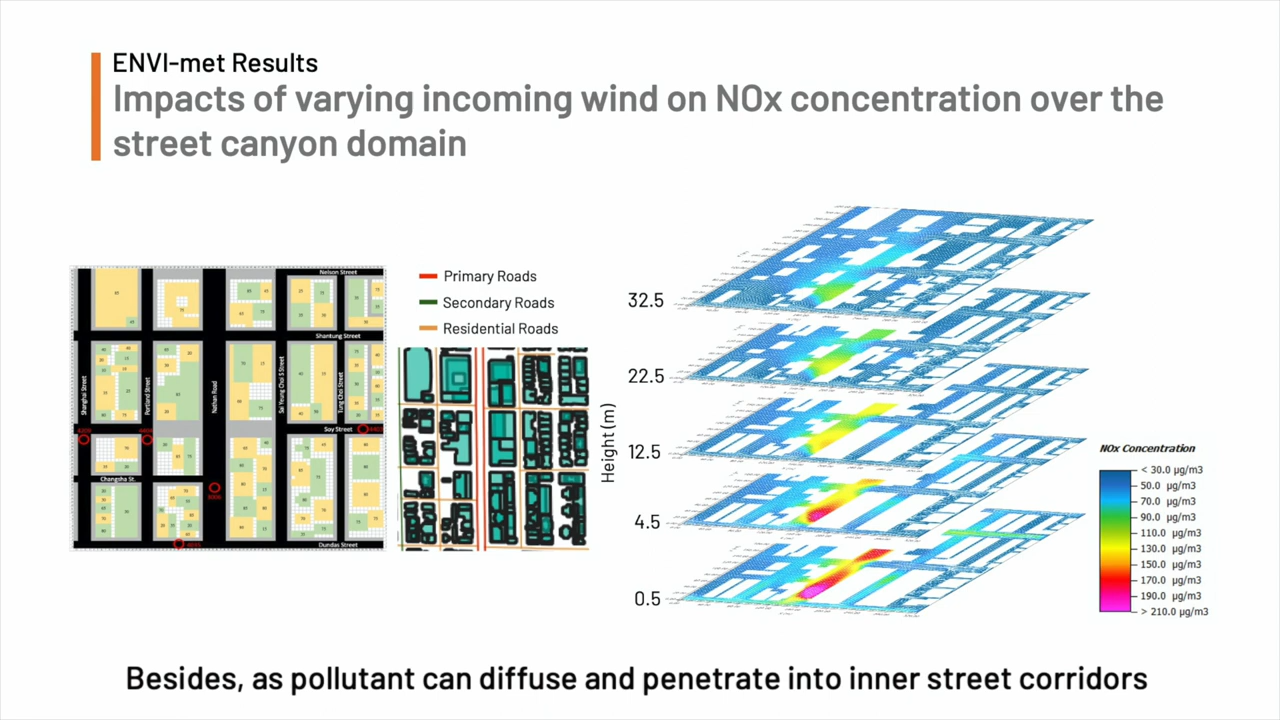 ENVI-met Results
Impacts of varying incoming wind on NOx concentration over the
street canyon domain
Nelson Street
Shantung Street
Shanghai Street
Portland Street
Nathan Road
Sai Yeung Choi S Street
Tung Choi Street
Soy Street
Changsha St.
Dundas Street
Primary Roads
Secondary Roads
Residential Roads
Height (m)
32.5
22.5
12.5
4.5
0.5
NOx Concentration
< 30.0 µg/m3
50.0 µg/m3
70.0 µg/m3
90.0 µg/m3
110.0 µg/m3
130.0 µg/m3
150.0 µg/m3
170.0 µg/m3
190.0 µg/m3
> 210.0 µg/m3
Besides, as pollutant can diffuse and penetrate into inner street corridors